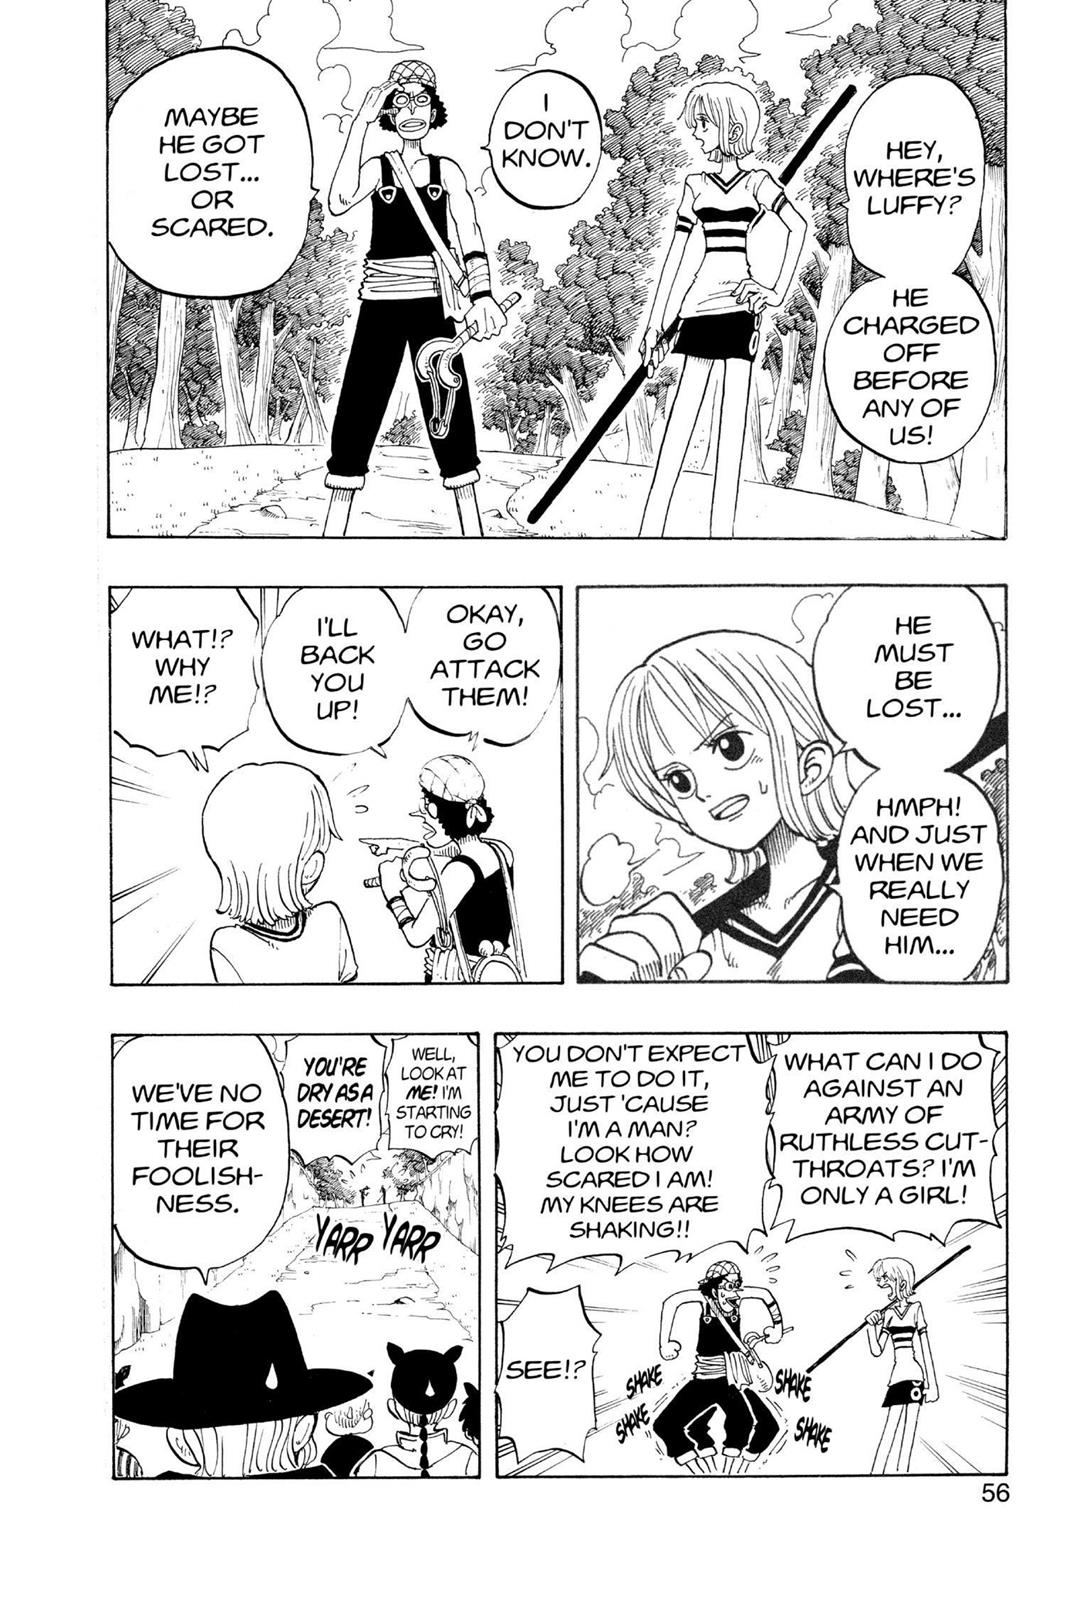 HEY,
WHERE'S
LUFFY?
HE
CHARGED
OFF
BEFORE
ANY OF
US!
I
DON'T
KNOW.
MAYBE
HE GOT
LOST...
OR
SCARED.
HE
MUST
BE
LOST...
HMPH!
AND JUST
WHEN WE
REALLY
NEED
HIM...
OKAY,
GO
ATTACK
THEM!
I'LL
BACK
YOU
UP!
WHAT!?
WHY
ME!?
WHAT CAN I DO
AGAINST AN
ARMY OF
RUTHLESS CUT-
THROATS? I'M
ONLY A GIRL!
YOU DON'T EXPECT
ME TO DO IT,
JUST 'CAUSE
I'M A MAN?
LOOK HOW
SCARED I AM!
MY KNEES ARE
SHAKING!!
SEE!?
SHAKE
SHAKE
SHAKE
SHAKE
WELL,
LOOK AT
ME! I'M
STARTING
TO CRY!
YOU'RE
DRY AS A
DESERT!
YARR YARR
WE'VE NO
TIME FOR
THEIR
FOOLISH-
NESS.
56